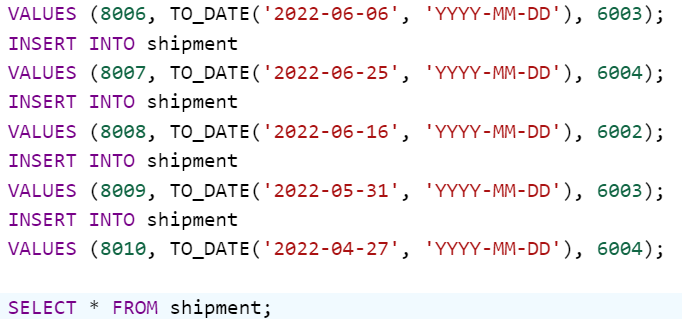 VALUES (8006, TO_DATE('2022-06-06', 'YYYY-MM-DD'), 6003);
INSERT INTO shipment
VALUES (8007, TO_DATE('2022-06-25', 'YYYY-MM-DD'), 6004);
INSERT INTO shipment
VALUES (8008, TO_DATE('2022-06-16', 'YYYY-MM-DD'), 6002);
INSERT INTO shipment
VALUES (8009, TO_DATE('2022-05-31', 'YYYY-MM-DD'), 6003);
INSERT INTO shipment
VALUES (8010, TO_DATE('2022-04-27', 'YYYY-MM-DD'), 6004);
SELECT * FROM shipment;